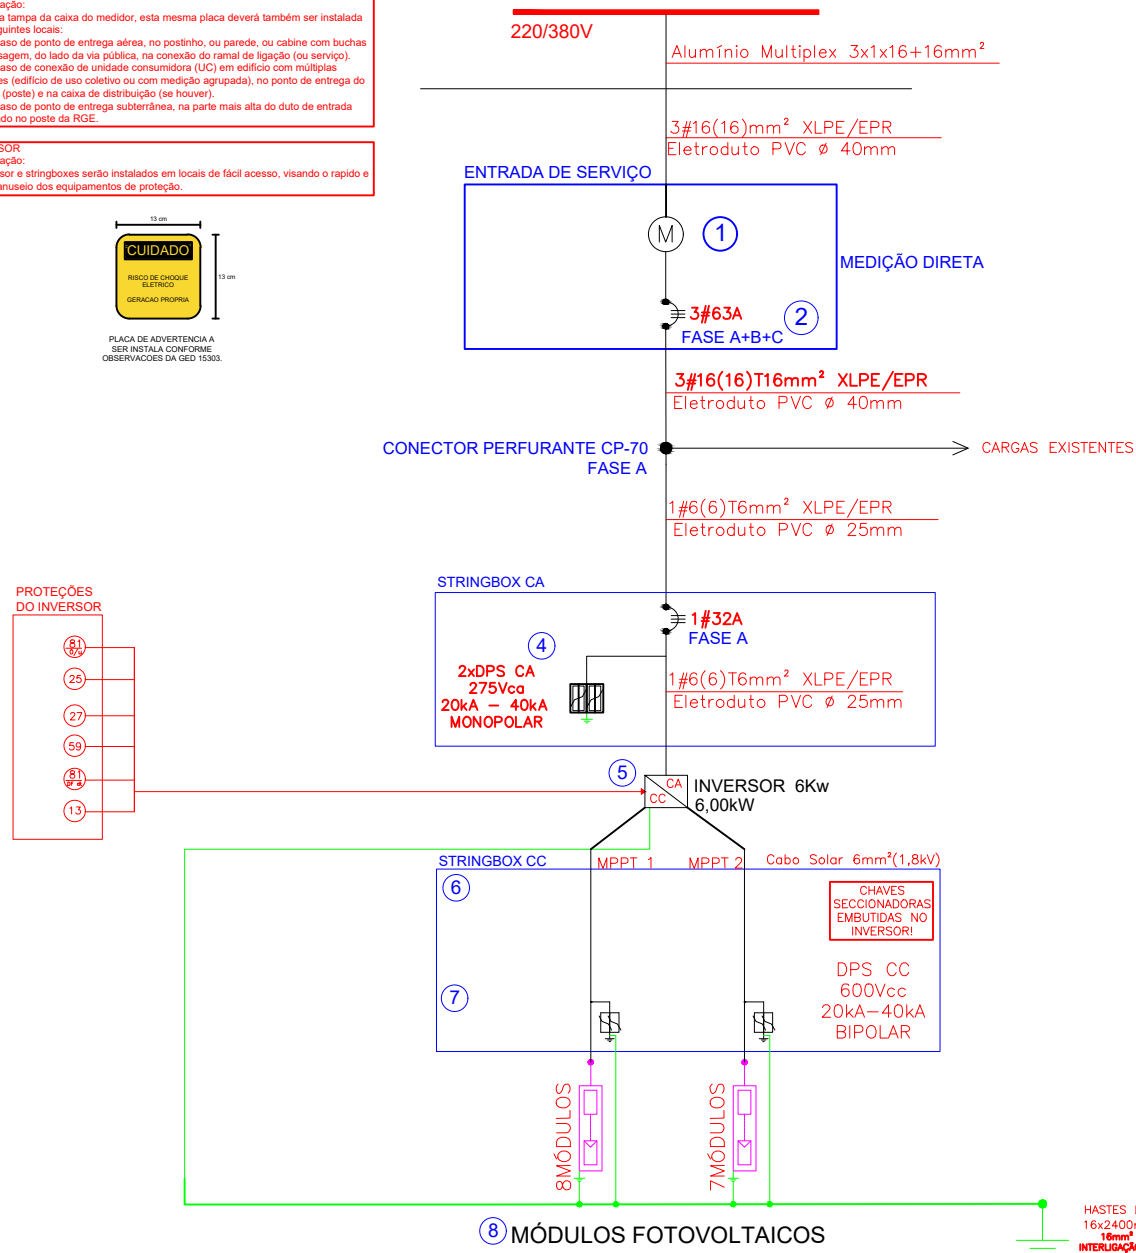 a tampa da caixa do medidor, esta mesma placa deverá também ser instalada
aso de ponto de entrega aérea, no postinho, ou parede, ou cabine com buchas
do lado da via pública, na conexão do ramal de ligação (ou serviço).
aso de conexão de unidade consumidora (UC) em edifício com múltiplas
(edifício de uso coletivo ou com medição agrupada), no ponto de entrega do
(poste) e na caixa de distribuição (se houver).
aso de ponto de entrega subterrânea, na parte mais alta do duto de entrada
no poste da RGE.
e stringboxes serão instalados em locais de fácil acesso, visando o rapido e
dos equipamentos de proteção.
13 cm
CUIDADO
RISCO DE CHOQUE
ELETRICO
GERACAO PROPRIA
13 cm
PLACA DE ADVERTENCIA A
SER INSTALA CONFORME
OBSERVACOES DA GED 15303.
220/380V
Alumínio Multiplex 3x1x16+16mm²
3#16(16)mm² XLPE/EPR
Eletroduto PVC ø 40mm
ENTRADA DE SERVIÇO
M
1
MEDIÇÃO DIRETA
3#63A
2
FASE A+B+C
3#16(16)T16mm² XLPE/EPR
Eletroduto PVC ø 40mm
CONECTOR PERFURANTE CP-70
FASE A
CARGAS EXISTENTES
1#6(6)T6mm² XLPE/EPR
Eletroduto PVC ø 25mm
STRINGBOX CA
1#32A
FASE A
4
2xDPS CA
275Vca
20kA - 40kA
MONOPOLAR
1#6(6)T6mm² XLPE/EPR
Eletroduto PVC ø 25mm
PROTEÇÕES
DO INVERSOR
81
25
27
59
81
13
5
CA
CC
INVERSOR 6Kw
6,00kW
STRINGBOX CC
MPPT 1
MPPT 2
Cabo Solar 6mm²(1,8kV)
6
CHAVES
SECCIONADORAS
EMBUTIDAS NO
INVERSOR!
7
DPS CC
600Vcc
20kA-40kA
BIPOLAR
8MÓDULOS
7MÓDULOS
8 MÓDULOS FOTOVOLTAICOS
HASTES
16x2400
16mm²